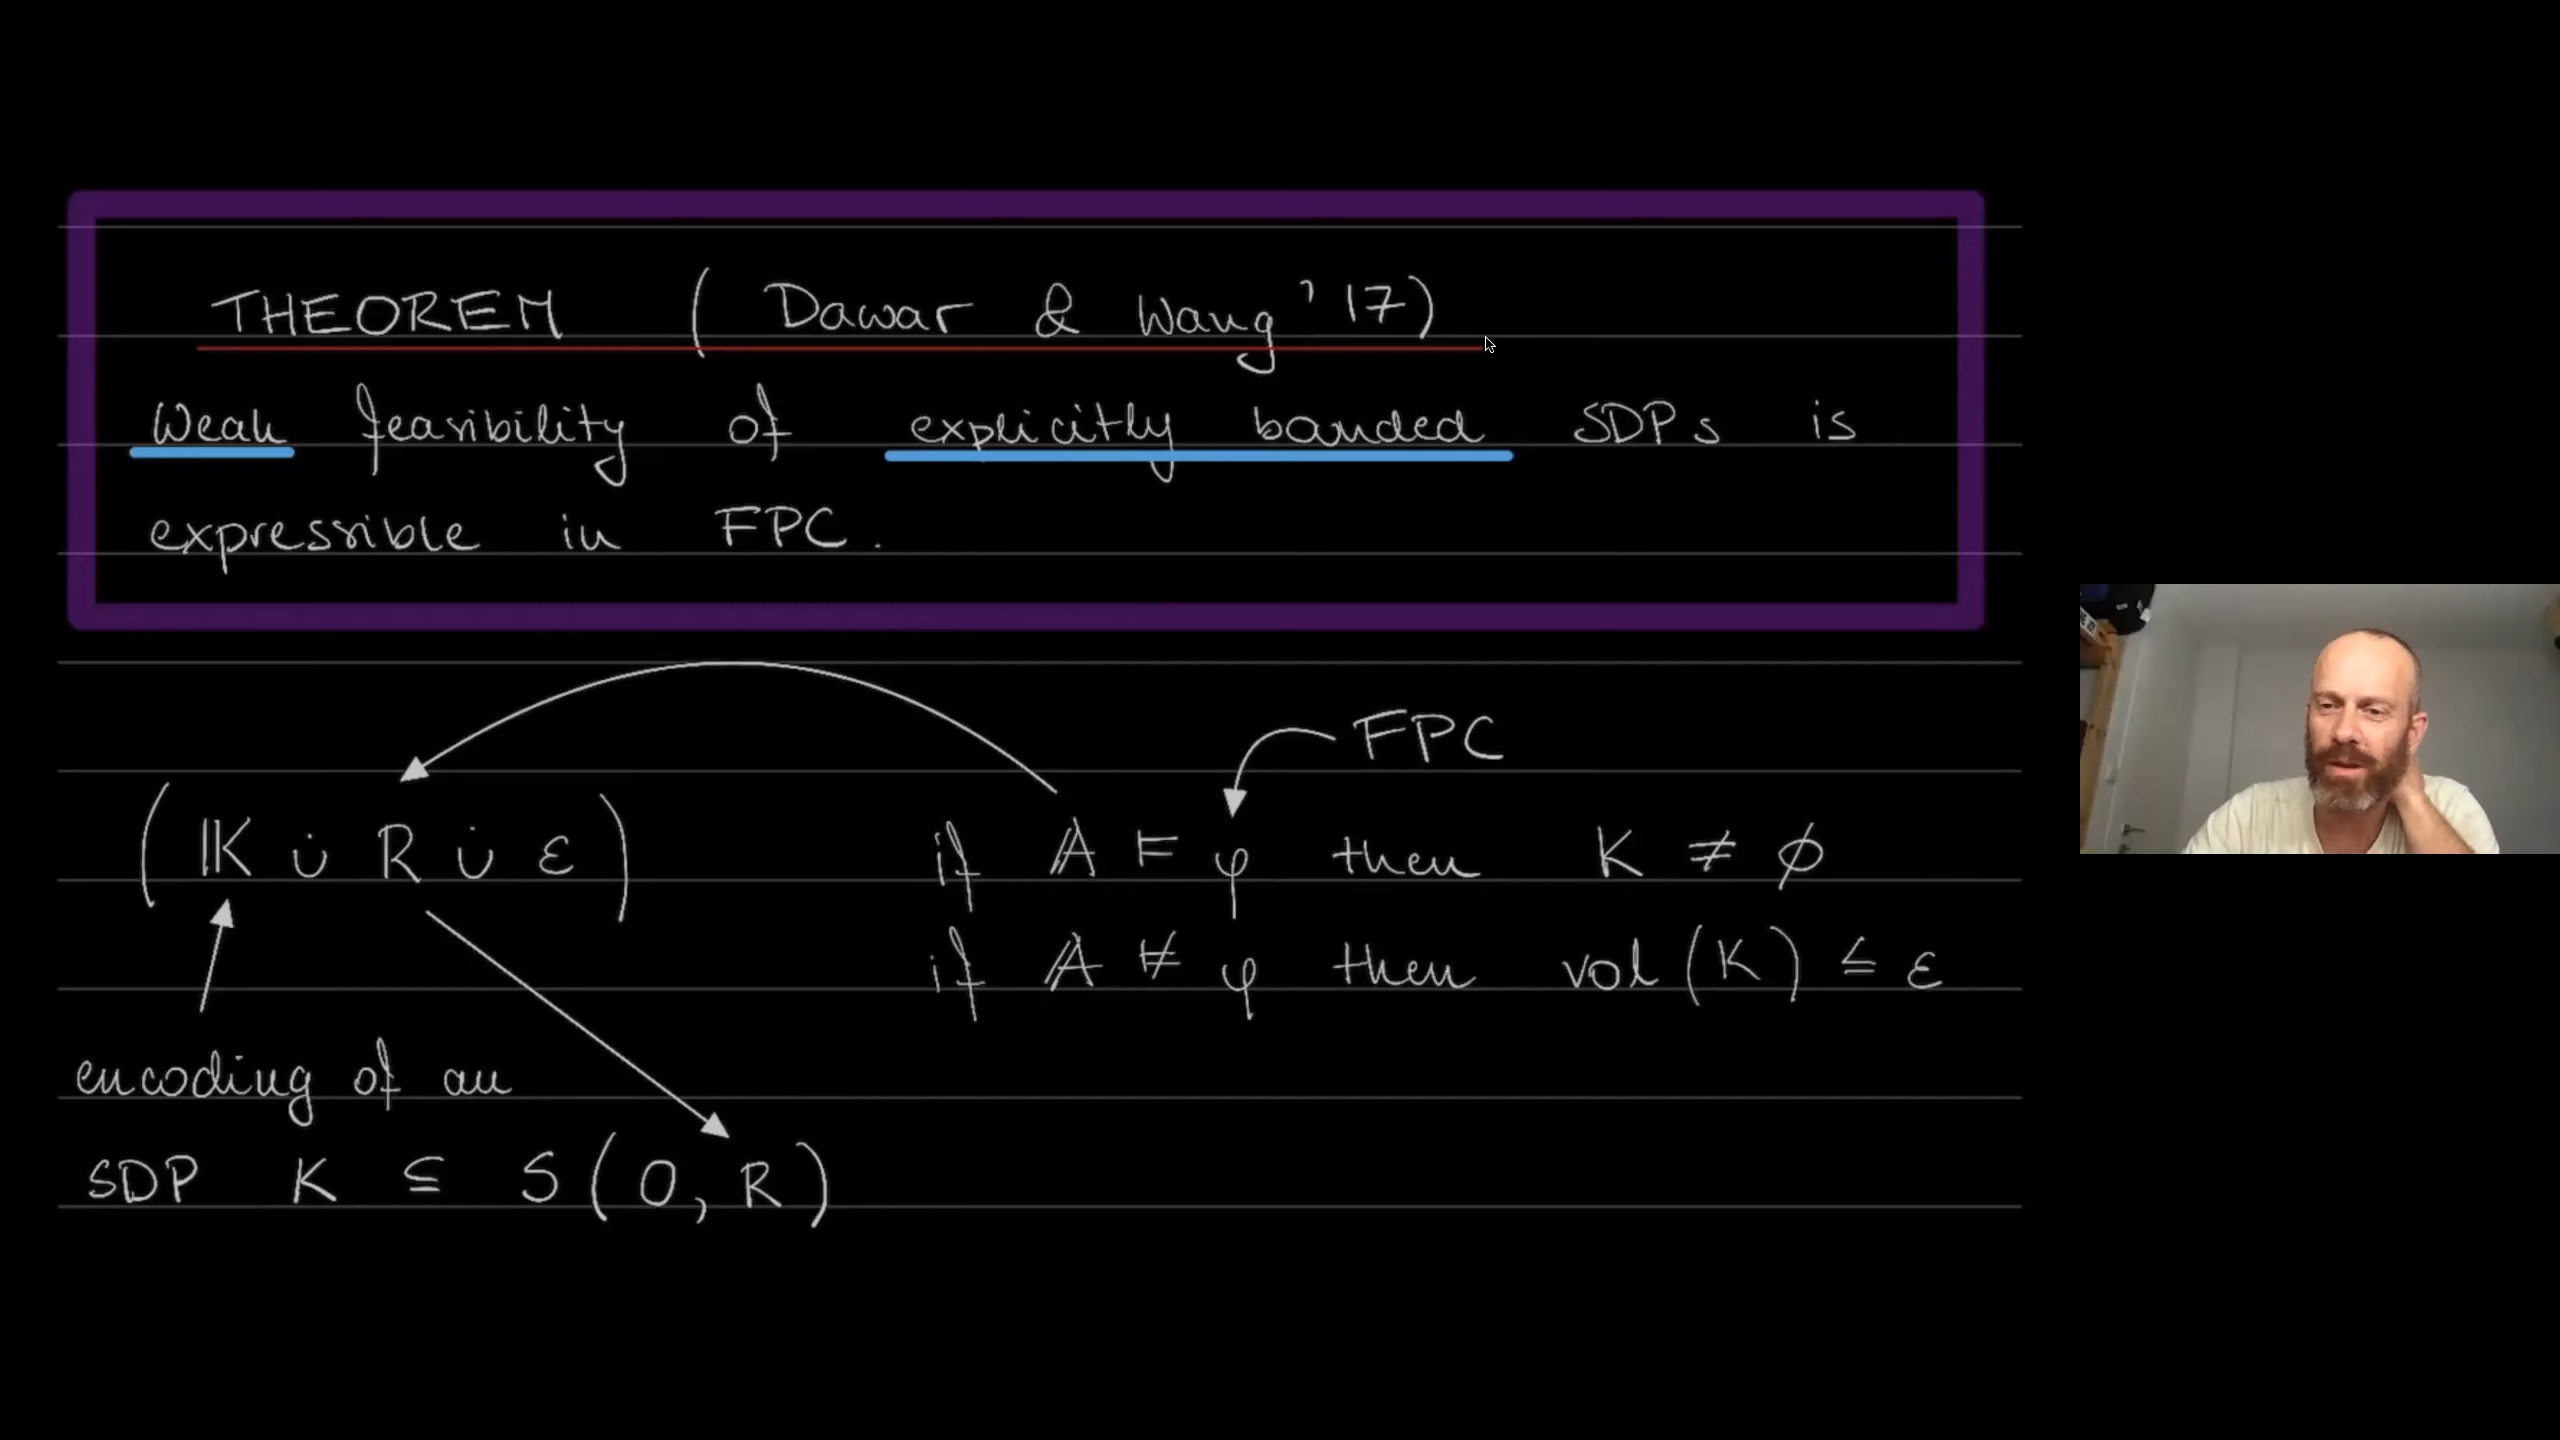 THEOREM (Dawar & Wang '17)
Weak feasibility of explicitly bounded SDPs is
expressible in FPC.
FPC
(𝕂 ∪̇ R ∪̇ ε) if 𝔸 ⊨ φ then K ≠ ∅
if 𝔸 ⊭ φ then vol(K) ≤ ε
encoding of an
SDP K ⊆ S(0, R)